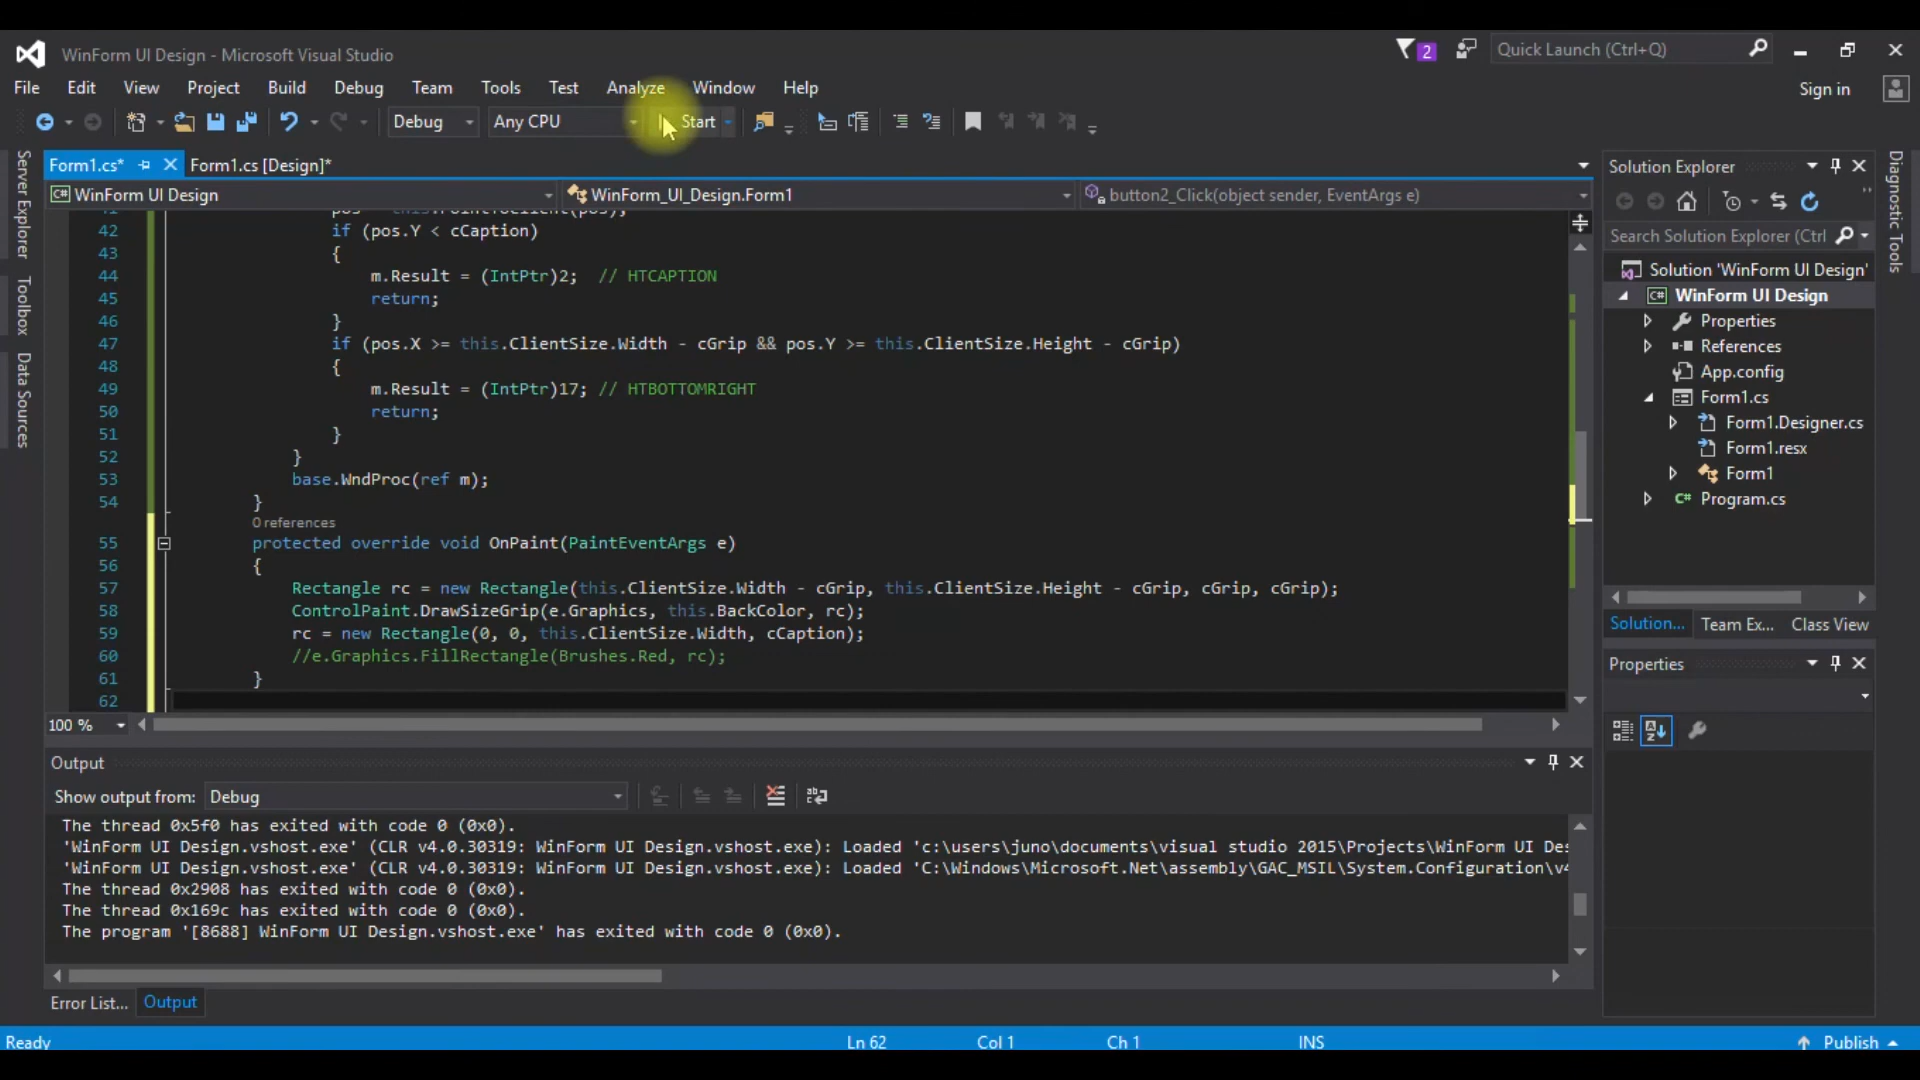 WinForm UI Design - Microsoft Visual Studio
2
Quick Launch (Ctrl+Q)
File Edit View Project Build Debug Team Tools Test Analyze Window Help
Sign in
Debug Any CPU Start
Form1.cs* Form1.cs [Design]*
WinForm UI Design WinForm_UI_Design.Form1 button2_Click(object sender, EventArgs e)
Server Explorer
Toolbox
Data Sources
42 if (pos.Y < cCaption)
43 {
44 m.Result = (IntPtr)2; // HTCAPTION
45 return;
46 }
47 if (pos.X >= this.ClientSize.Width - cGrip && pos.Y >= this.ClientSize.Height - cGrip)
48 {
49 m.Result = (IntPtr)17; // HTBOTTOMRIGHT
50 return;
51 }
52 }
53 base.WndProc(ref m);
54 }
0 references
55 protected override void OnPaint(PaintEventArgs e)
56 {
57 Rectangle rc = new Rectangle(this.ClientSize.Width - cGrip, this.ClientSize.Height - cGrip, cGrip, cGrip);
58 ControlPaint.DrawSizeGrip(e.Graphics, this.BackColor, rc);
59 rc = new Rectangle(0, 0, this.ClientSize.Width, cCaption);
60 //e.Graphics.FillRectangle(Brushes.Red, rc);
61 }
62
100 %
Output
Show output from: Debug
The thread 0x5f0 has exited with code 0 (0x0).
'WinForm UI Design.vshost.exe' (CLR v4.0.30319: WinForm UI Design.vshost.exe): Loaded 'c:\users\juno\documents\visual studio 2015\Projects\WinForm UI Des
'WinForm UI Design.vshost.exe' (CLR v4.0.30319: WinForm UI Design.vshost.exe): Loaded 'C:\Windows\Microsoft.Net\assembly\GAC_MSIL\System.Configuration\v4
The thread 0x2908 has exited with code 0 (0x0).
The thread 0x169c has exited with code 0 (0x0).
The program '[8688] WinForm UI Design.vshost.exe' has exited with code 0 (0x0).
Error List... Output
Solution Explorer
Search Solution Explorer (Ctrl
Solution 'WinForm UI Design'
C# WinForm UI Design
Properties
References
App.config
Form1.cs
Form1.Designer.cs
Form1.resx
Form1
C# Program.cs
Solution... Team Ex... Class View
Properties
Diagnostic Tools
Ready Ln 62 Col 1 Ch 1 INS Publish